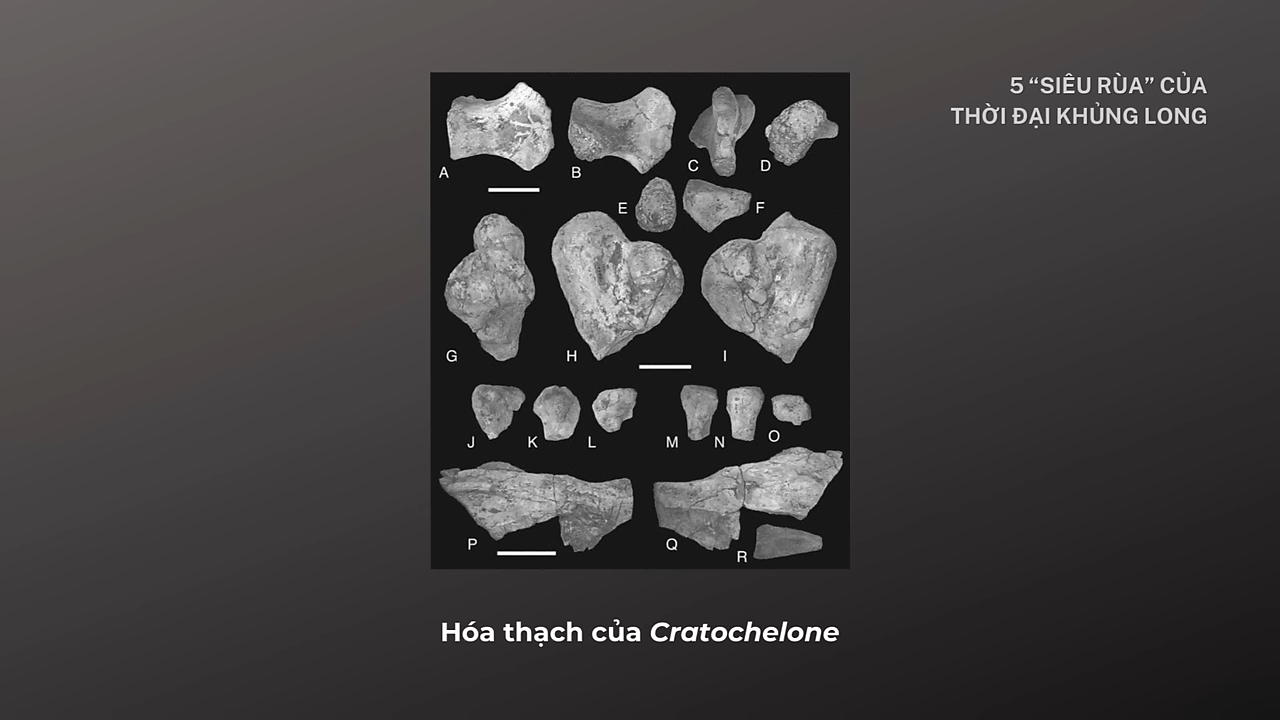 5 “SIÊU RÙA” CỦA
THỜI ĐẠI KHỦNG LONG
A
B
C
D
E
F
G
H
I
J
K
L
M
N
O
P
Q
R
Hóa thạch của Cratochelone